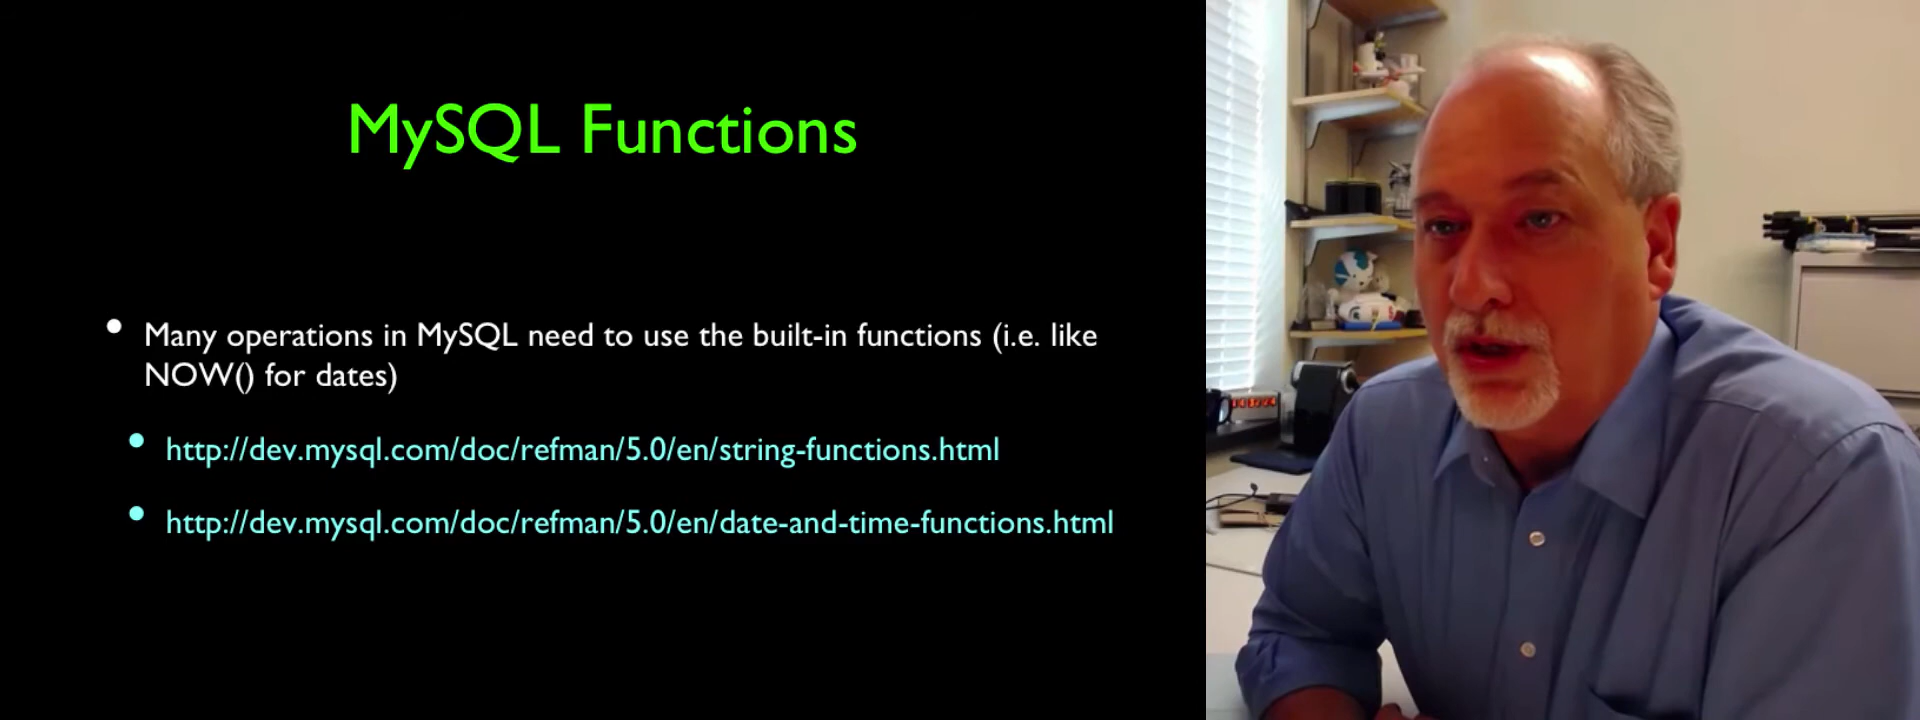 MySQL Functions
Many operations in MySQL need to use the built-in functions (i.e. like
NOW() for dates)
http://dev.mysql.com/doc/refman/5.0/en/string-functions.html
http://dev.mysql.com/doc/refman/5.0/en/date-and-time-functions.html